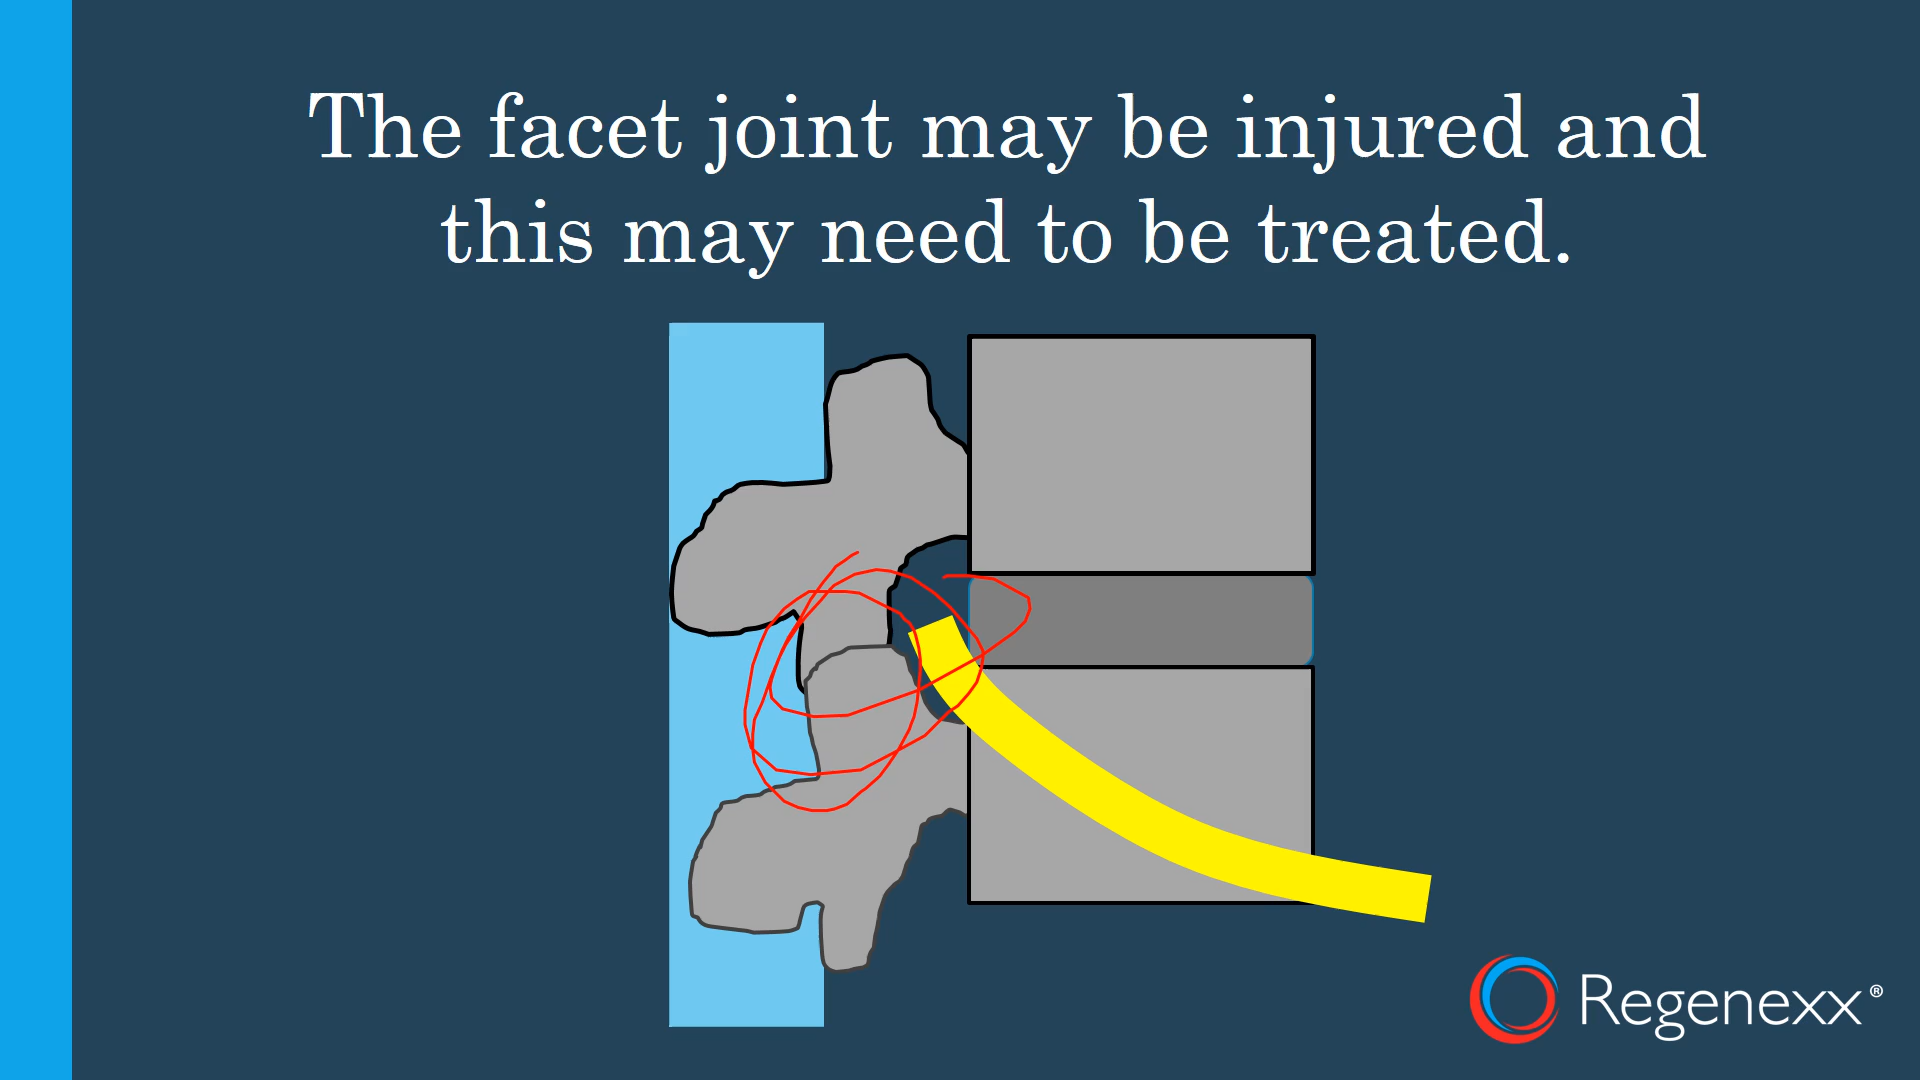 The facet joint may be injured and
this may need to be treated.
Regenexx®